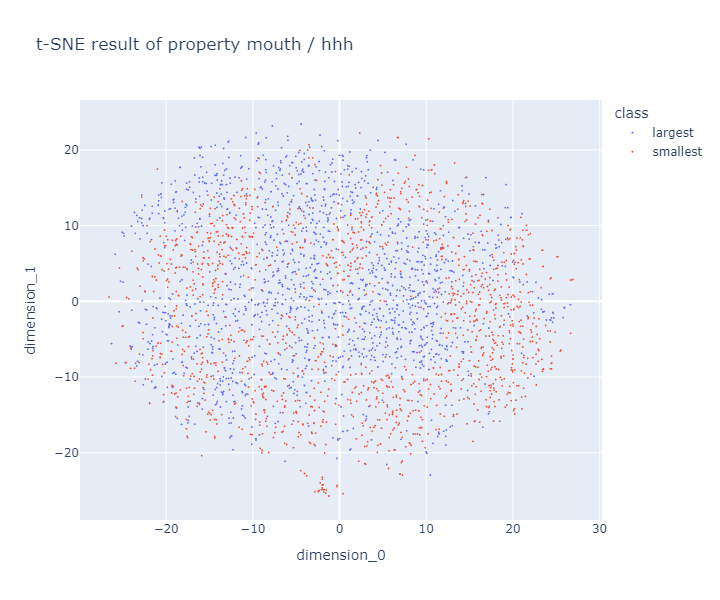 t-SNE result of property mouth / hhh
class
largest
smallest
20
10
0
−10
−20
dimension_1
−20
−10
0
10
20
30
dimension_0